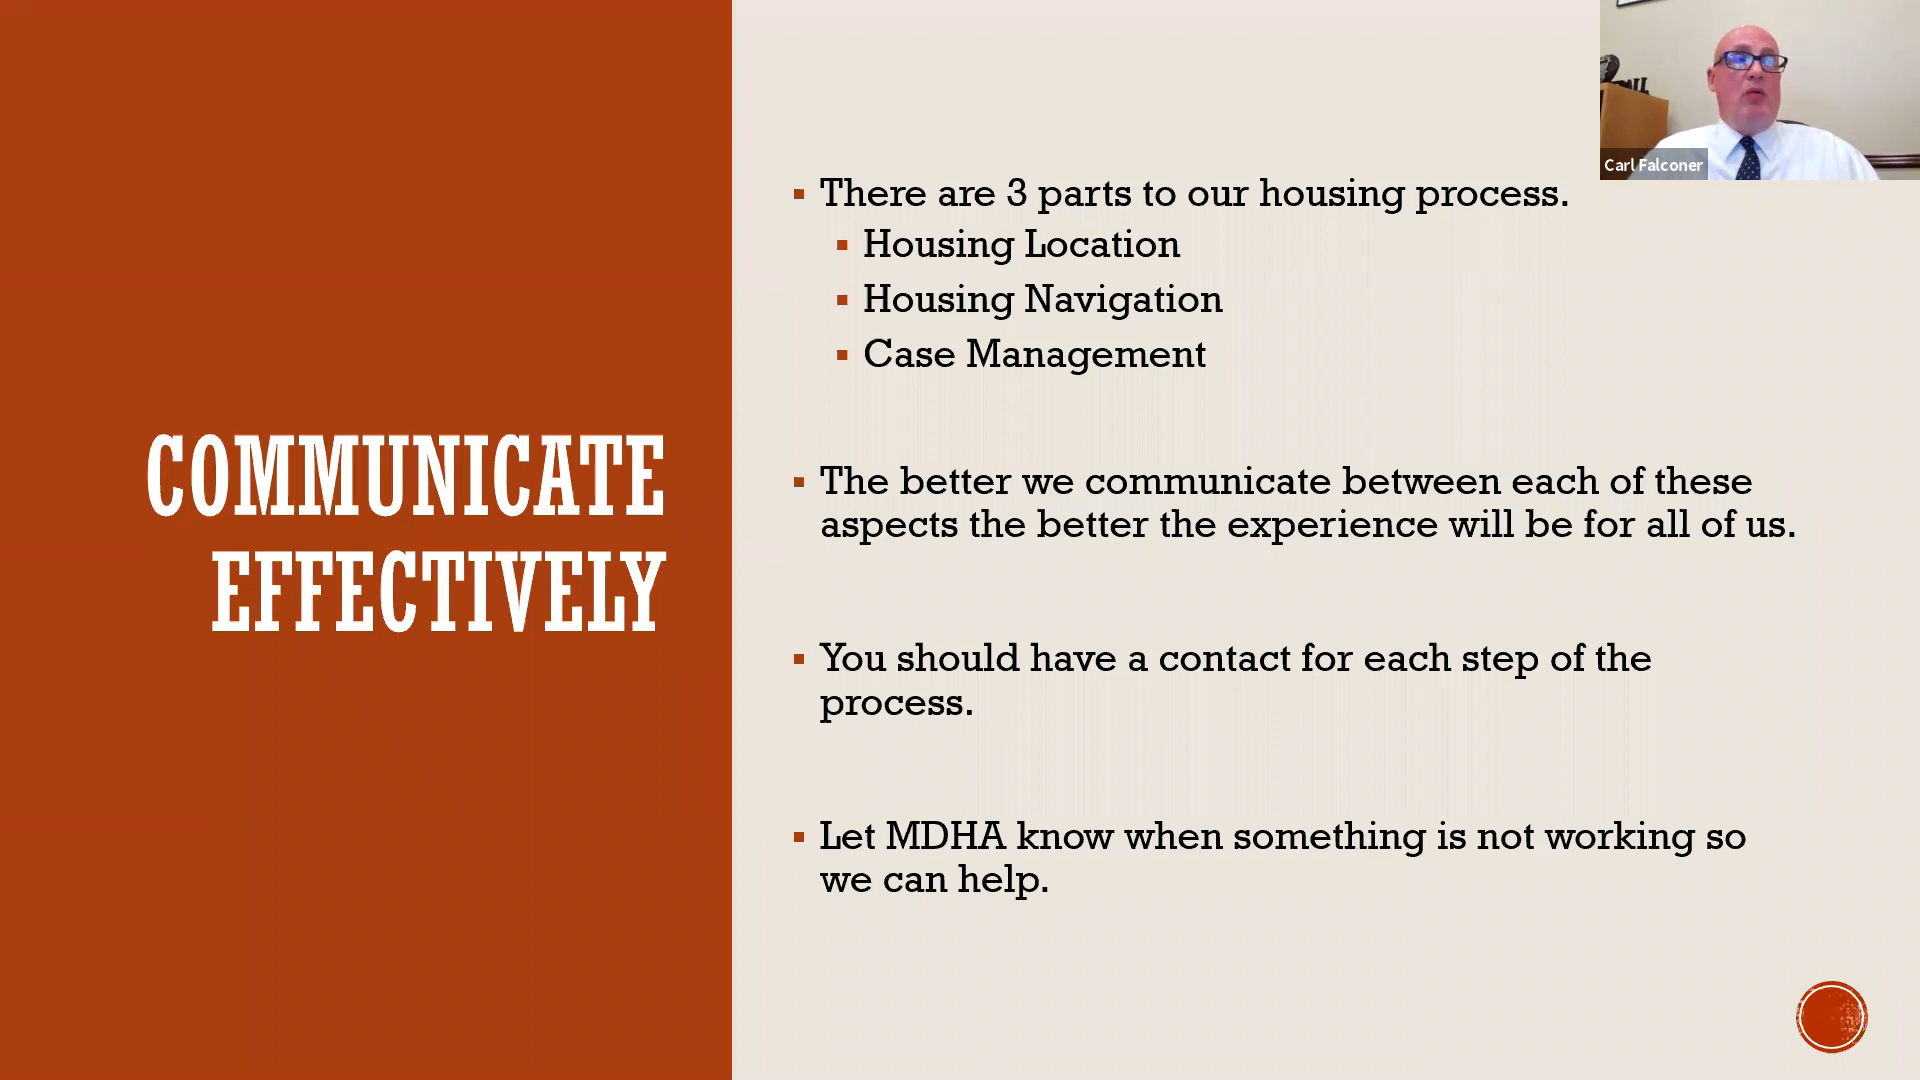 COMMUNICATE
EFFECTIVELY
There are 3 parts to our housing process.
Housing Location
Housing Navigation
Case Management
The better we communicate between each of these
aspects the better the experience will be for all of us.
You should have a contact for each step of the
process.
Let MDHA know when something is not working so
we can help.
Carl Falconer